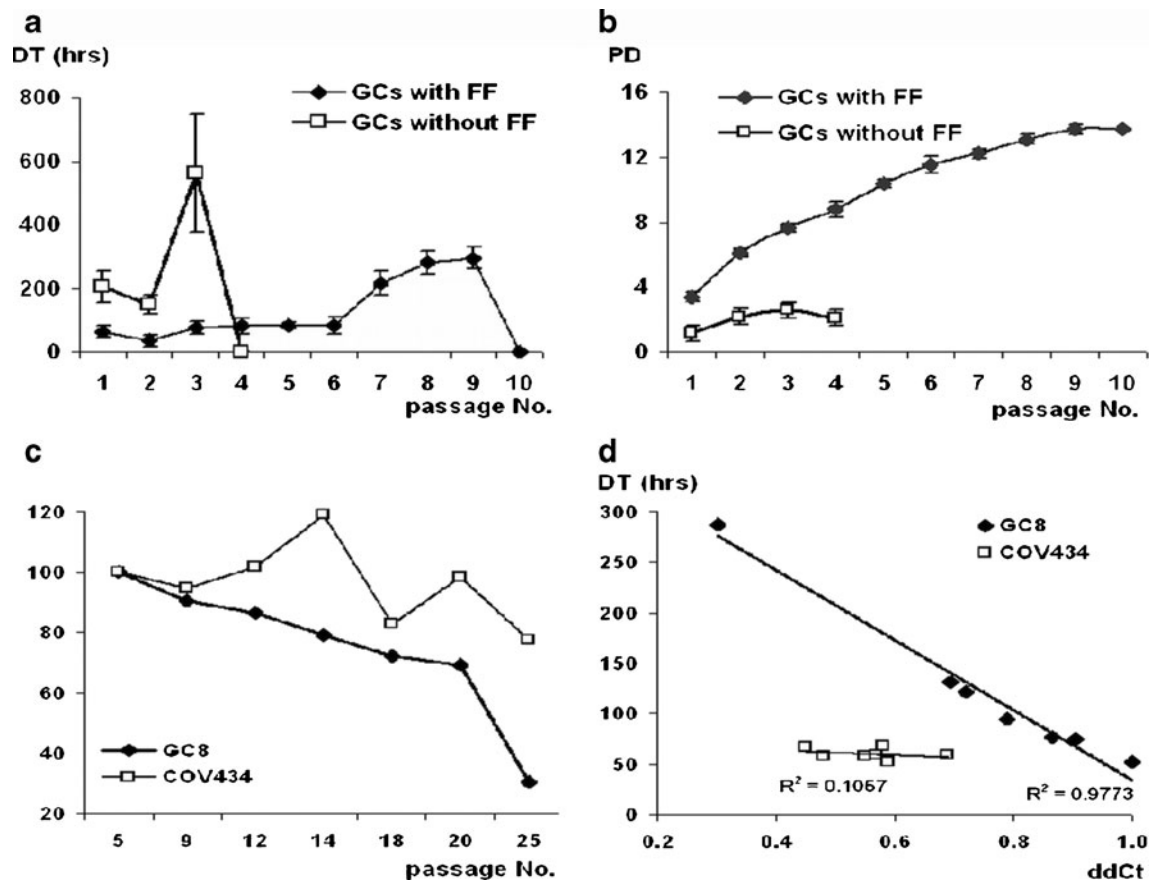 a
DT (hrs)
GCs with FF
GCs without FF
800
600
400
200
0
1 2 3 4 5 6 7 8 9 10
passage No.
b
PD
GCs with FF
GCs without FF
16
12
8
4
0
1 2 3 4 5 6 7 8 9 10
passage No.
c
120
100
80
60
40
20
GC8
COV434
5 9 12 14 18 20 25
passage No.
d
DT (hrs)
GC8
COV434
300
250
200
150
100
50
0
R² = 0.1057
R² = 0.9773
0.2 0.4 0.6 0.8 1.0
ddCt